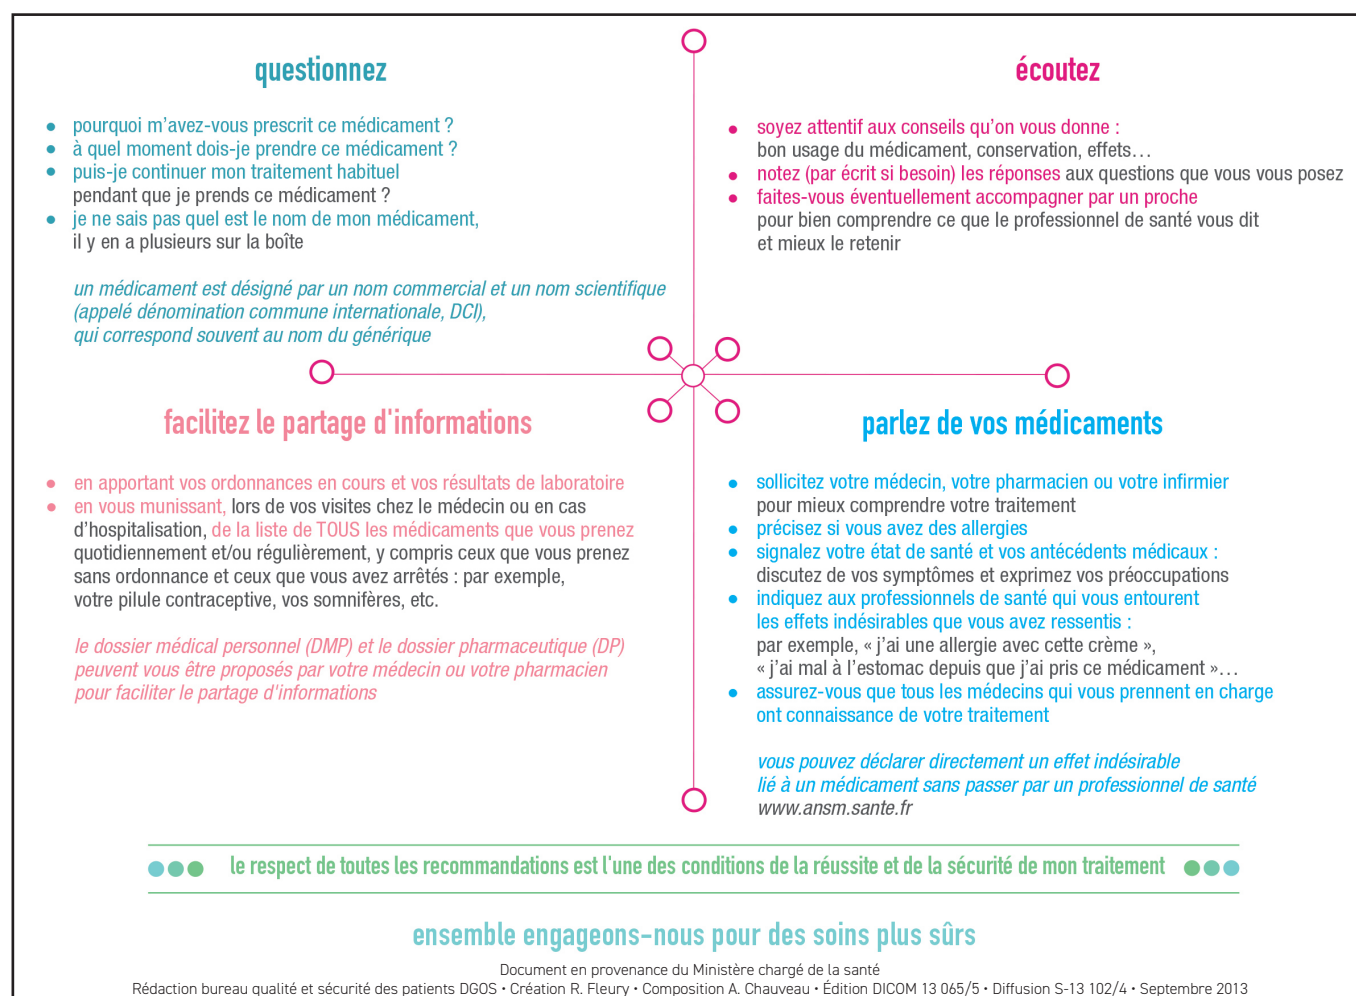 questionnez
• pourquoi m'avez-vous prescrit ce médicament ?
• à quel moment dois-je prendre ce médicament ?
• puis-je continuer mon traitement habituel
pendant que je prends ce médicament ?
• je ne sais pas quel est le nom de mon médicament,
il y en a plusieurs sur la boîte
un médicament est désigné par un nom commercial et un nom scientifique
(appelé dénomination commune internationale, DCI),
qui correspond souvent au nom du générique
écoutez
• soyez attentif aux conseils qu'on vous donne :
bon usage du médicament, conservation, effets…
• notez (par écrit si besoin) les réponses aux questions que vous vous posez
• faites-vous éventuellement accompagner par un proche
pour bien comprendre ce que le professionnel de santé vous dit
et mieux le retenir
facilitez le partage d'informations
• en apportant vos ordonnances en cours et vos résultats de laboratoire
• en vous munissant, lors de vos visites chez le médecin ou en cas
d'hospitalisation, de la liste de TOUS les médicaments que vous prenez
quotidiennement et/ou régulièrement, y compris ceux que vous prenez
sans ordonnance et ceux que vous avez arrêtés : par exemple,
votre pilule contraceptive, vos somnifères, etc.
le dossier médical personnel (DMP) et le dossier pharmaceutique (DP)
peuvent vous être proposés par votre médecin ou votre pharmacien
pour faciliter le partage d'informations
parlez de vos médicaments
• sollicitez votre médecin, votre pharmacien ou votre infirmier
pour mieux comprendre votre traitement
• précisez si vous avez des allergies
• signalez votre état de santé et vos antécédents médicaux :
discutez de vos symptômes et exprimez vos préoccupations
• indiquez aux professionnels de santé qui vous entourent
les effets indésirables que vous avez ressentis :
par exemple, « j'ai une allergie avec cette crème »,
« j'ai mal à l'estomac depuis que j'ai pris ce médicament »…
• assurez-vous que tous les médecins qui vous prennent en charge
ont connaissance de votre traitement
vous pouvez déclarer directement un effet indésirable
lié à un médicament sans passer par un professionnel de santé
www.ansm.sante.fr
le respect de toutes les recommandations est l'une des conditions de la réussite et de la sécurité de mon traitement
ensemble engageons-nous pour des soins plus sûrs
Document en provenance du Ministère chargé de la santé
Rédaction bureau qualité et sécurité des patients DGOS • Création R. Fleury • Composition A. Chauveau • Édition DICOM 13 065/5 • Diffusion S-13 102/4 • Septembre 2013